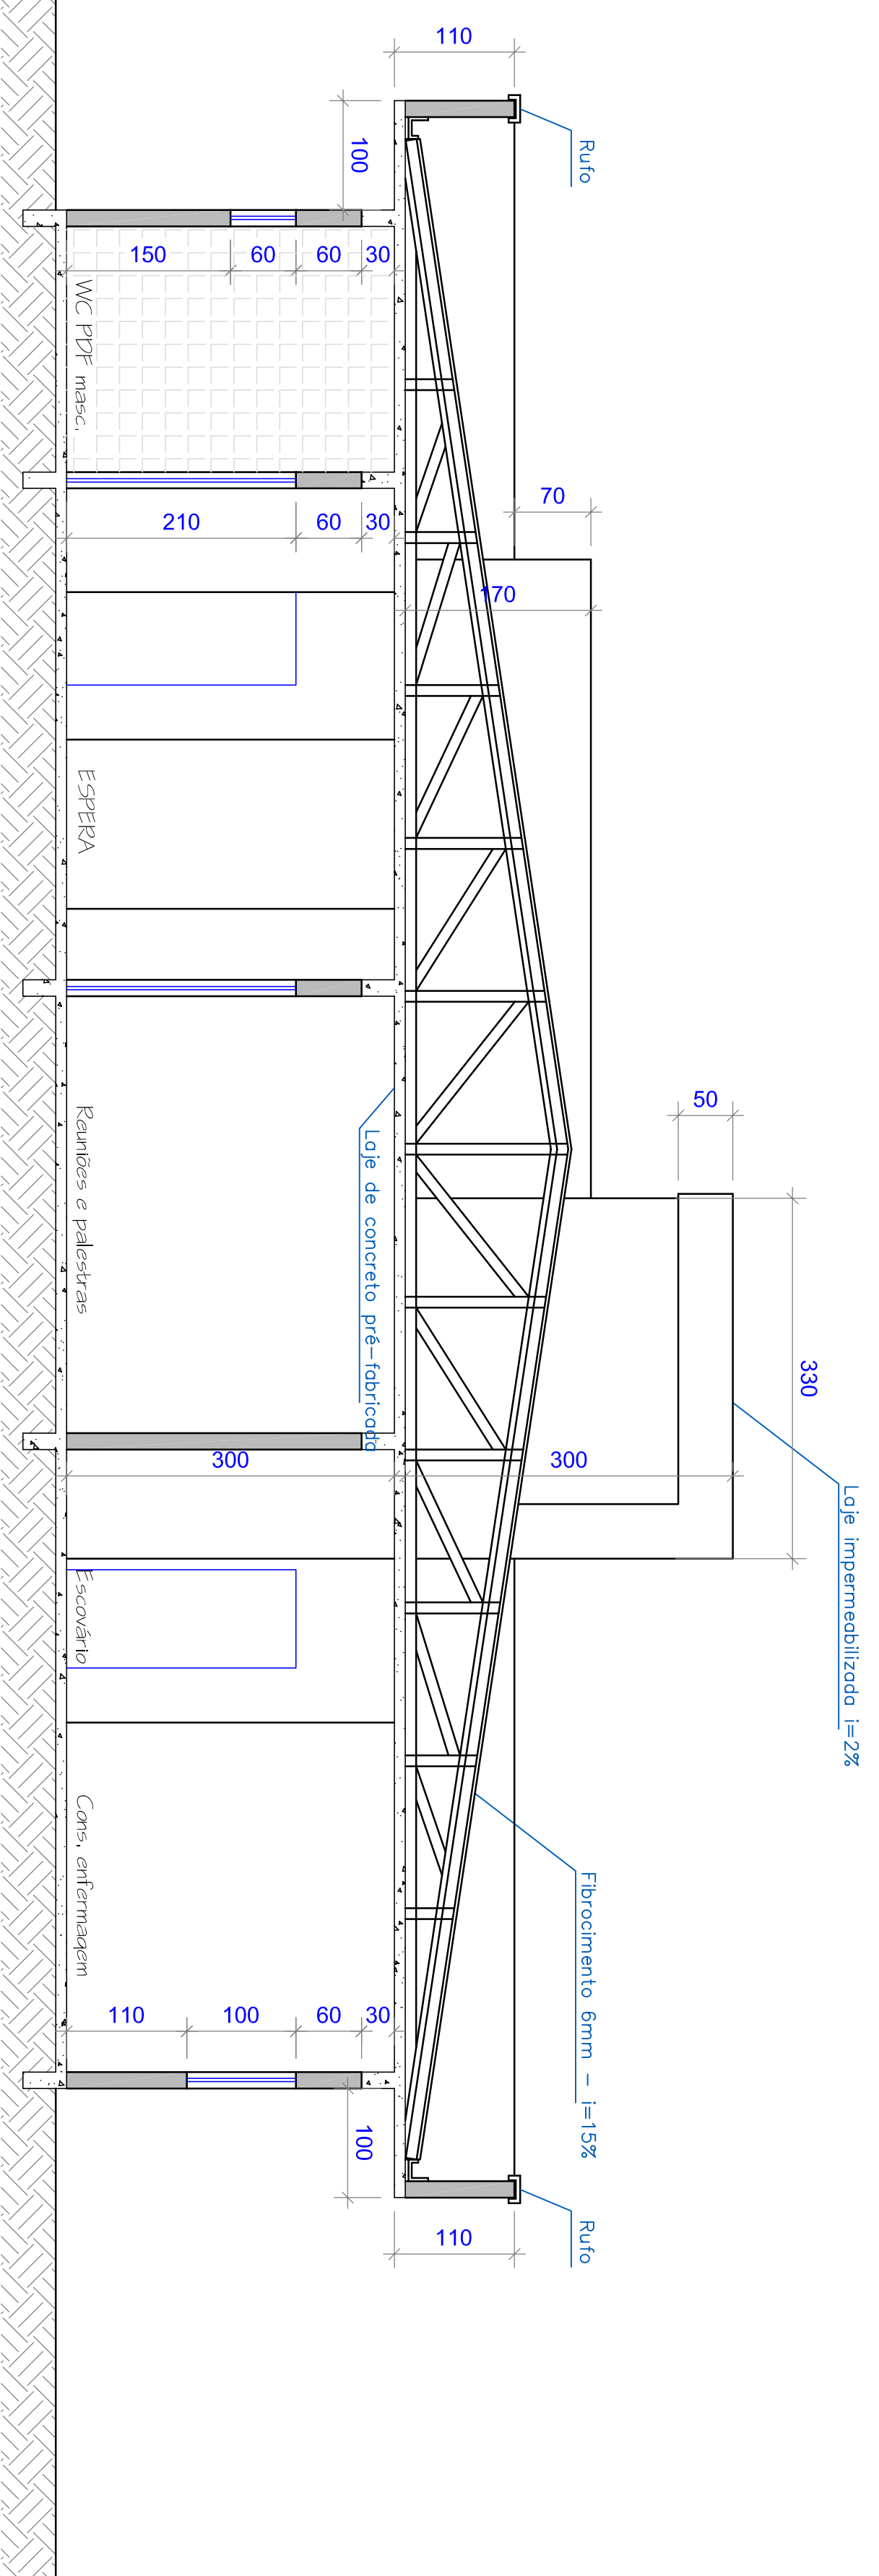 110
Rufo
100
150
60
60
30
WC PDF masc.
210
60
30
70
170
ESPERA
50
Reuniões e palestras
Laje de concreto pré-fabricada
330
300
300
Laje impermeabilizada i=2%
Escovário
Fibrocimento 6mm - i=15%
Cons. enfermagem
110
100
60
30
100
110
Rufo